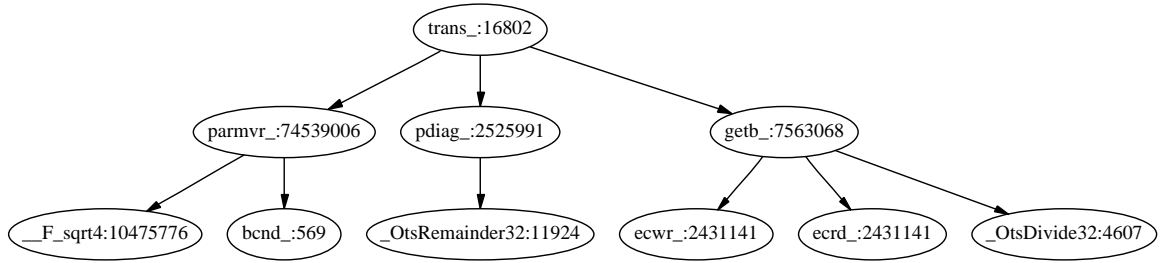 trans_:16802
parmvr_:74539006
pdiag_:2525991
getb_:7563068
__F_sqrt4:10475776
bcnd_:569
_OtsRemainder32:11924
ecwr_:2431141
ecrd_:2431141
_OtsDivide32:4607